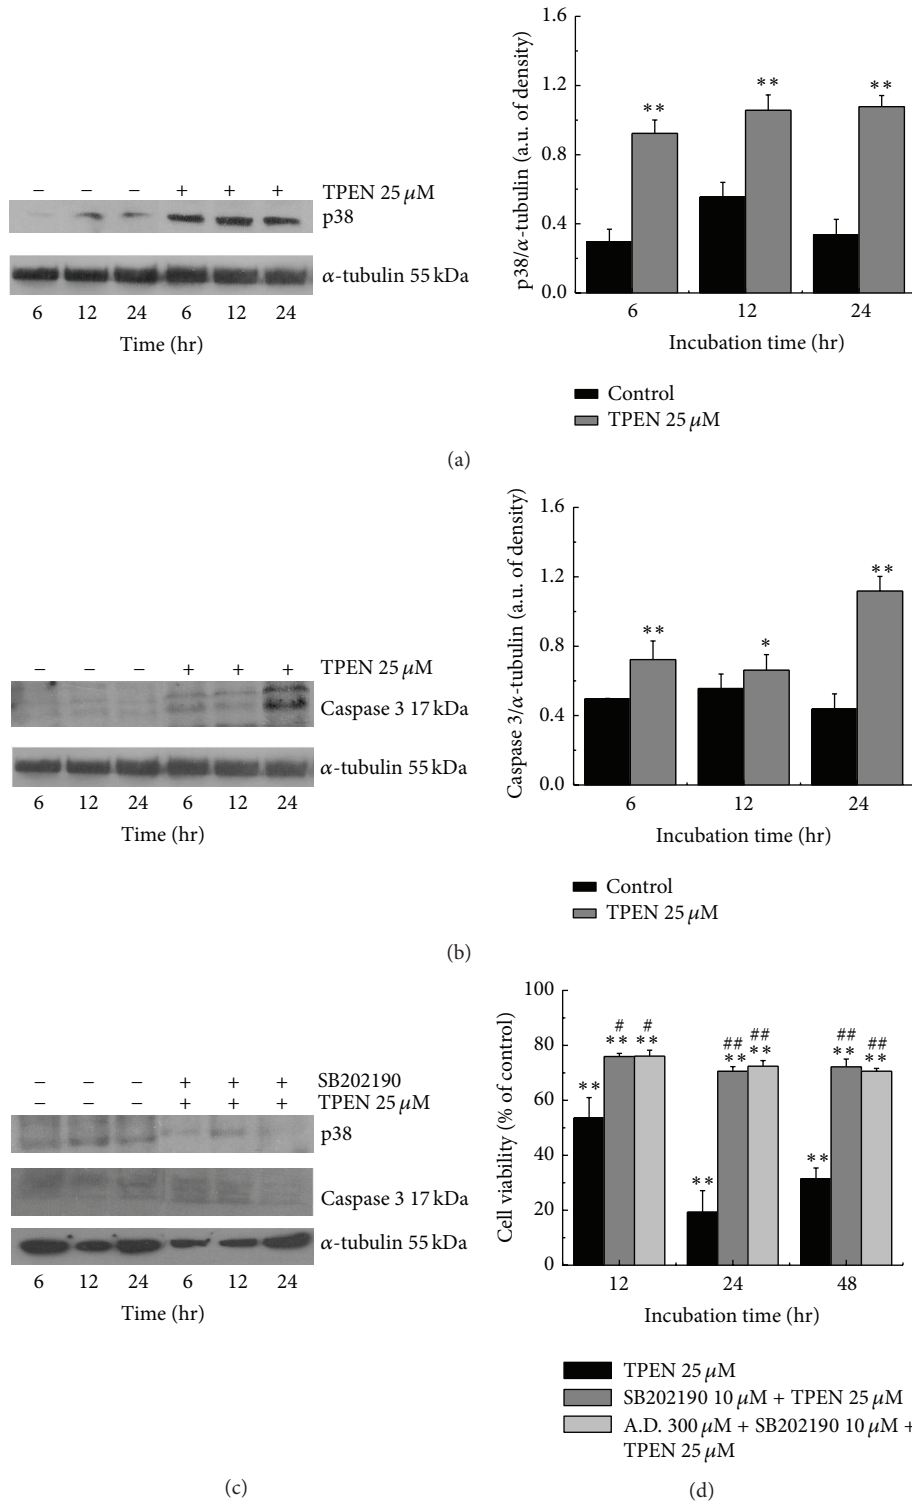 − − − + + + TPEN 25 μM
p38
α-tubulin 55 kDa
6 12 24 6 12 24
Time (hr)
p38/α-tubulin (a.u. of density)
1.6
1.2
0.8
0.4
0.0
** ** **
6 12 24
Incubation time (hr)
Control
TPEN 25 μM
(a)
− − − + + + TPEN 25 μM
Caspase 3 17 kDa
α-tubulin 55 kDa
6 12 24 6 12 24
Time (hr)
Caspase 3/α-tubulin (a.u. of density)
1.6
1.2
0.8
0.4
0.0
** * **
6 12 24
Incubation time (hr)
Control
TPEN 25 μM
(b)
− − − + + + SB202190
− − − + + + TPEN 25 μM
p38
Caspase 3 17 kDa
α-tubulin 55 kDa
6 12 24 6 12 24
Time (hr)
(c)
Cell viability (% of control)
100
80
60
40
20
0
# # ## ## ## ##
** ** ** ** ** ** ** ** **
12 24 48
Incubation time (hr)
TPEN 25 μM
SB202190 10 μM + TPEN 25 μM
A.D. 300 μM + SB202190 10 μM +
TPEN 25 μM
(d)